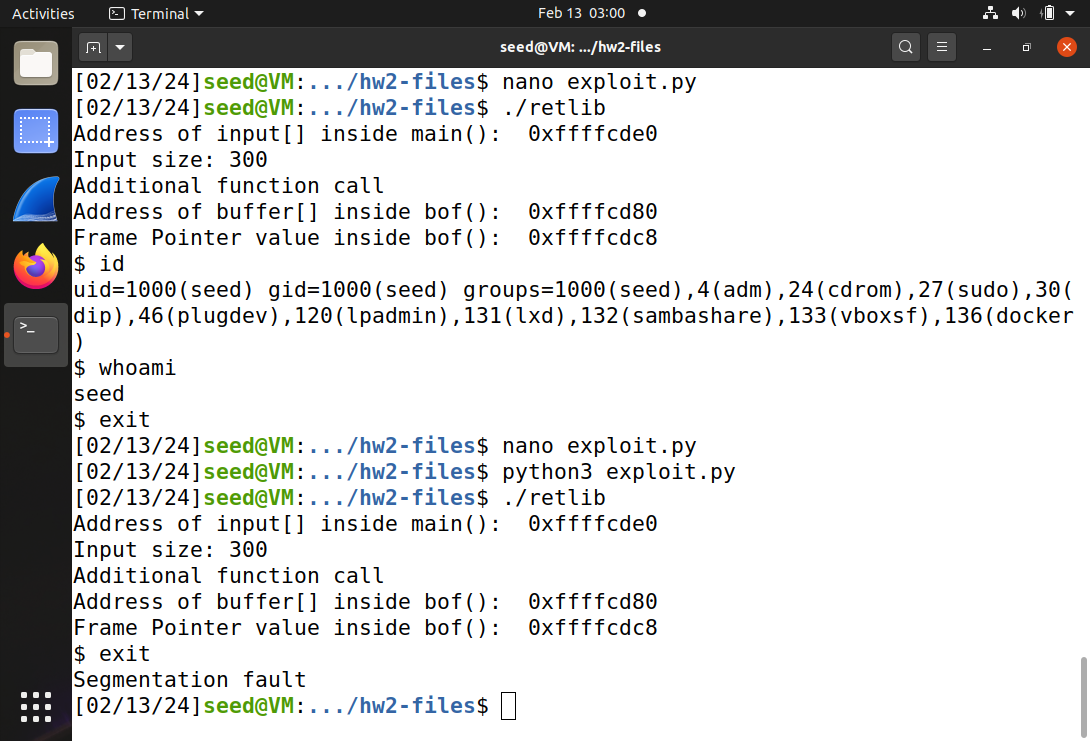 Activities Terminal Feb 13 03:00
seed@VM: .../hw2-files
[02/13/24]seed@VM:.../hw2-files$ nano exploit.py
[02/13/24]seed@VM:.../hw2-files$ ./retlib
Address of input[] inside main():  0xffffcde0
Input size: 300
Additional function call
Address of buffer[] inside bof():  0xffffcd80
Frame Pointer value inside bof():  0xffffcdc8
$ id
uid=1000(seed) gid=1000(seed) groups=1000(seed),4(adm),24(cdrom),27(sudo),30(
dip),46(plugdev),120(lpadmin),131(lxd),132(sambashare),133(vboxsf),136(docker
)
$ whoami
seed
$ exit
[02/13/24]seed@VM:.../hw2-files$ nano exploit.py
[02/13/24]seed@VM:.../hw2-files$ python3 exploit.py
[02/13/24]seed@VM:.../hw2-files$ ./retlib
Address of input[] inside main():  0xffffcde0
Input size: 300
Additional function call
Address of buffer[] inside bof():  0xffffcd80
Frame Pointer value inside bof():  0xffffcdc8
$ exit
Segmentation fault
[02/13/24]seed@VM:.../hw2-files$